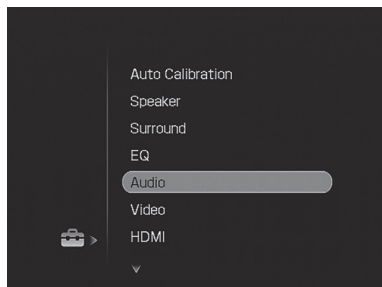 Auto Calibration
Speaker
Surround
EQ
Audio
Video
HDMI